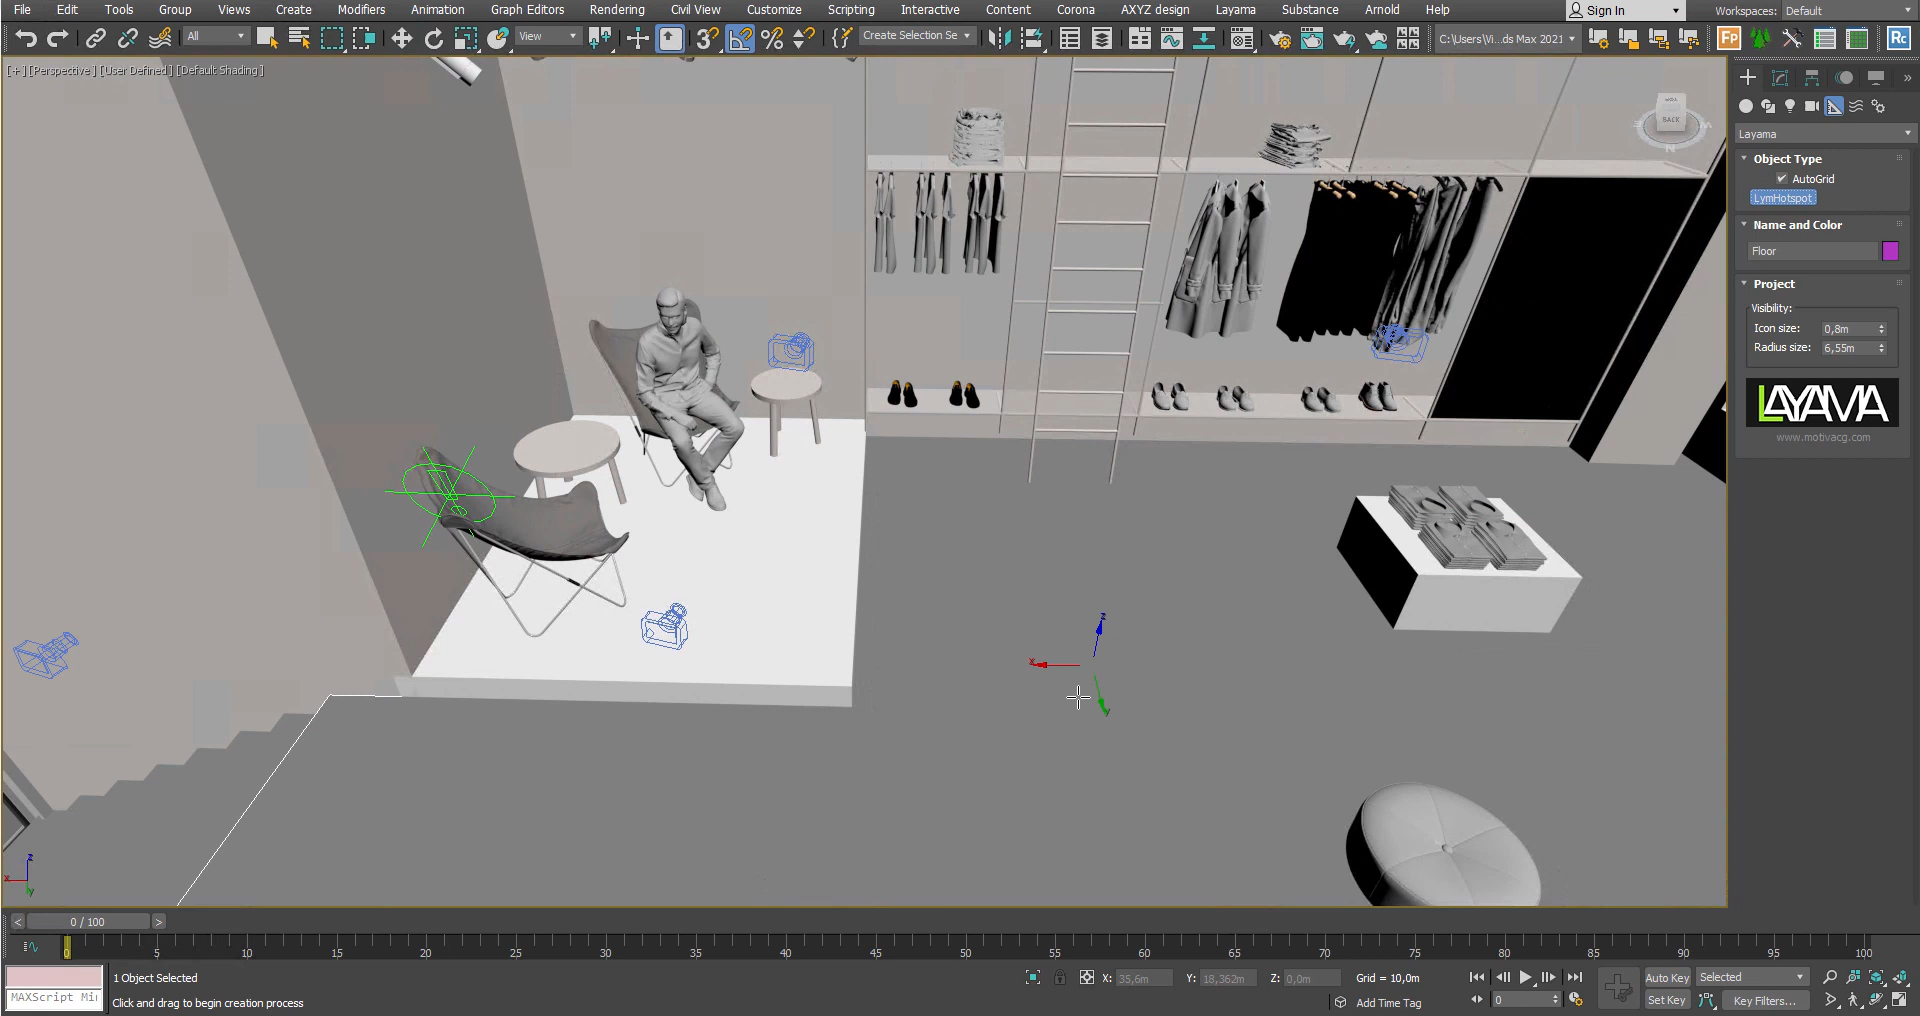 File Edit Tools Group Views Create Modifiers Animation Graph Editors Rendering Civil View Customize Scripting Interactive Content Corona AXYZ design Layama Substance Arnold Help Sign In Workspaces: Default
All View Create Selection Se C:\Users\Vi...ds Max 2021 Fp Rc
[+] [Perspective] [User Defined] [Default Shading]
BACK
N
Layama
Object Type
AutoGrid
LymHotspot
Name and Color
Floor
Project
Visibility:
Icon size: 0,8m
Radius size: 6,55m
LAYAMA
www.motivacg.com
z
x
y
z
x
y
< 0 / 100 >
0 5 10 15 20 25 30 35 40 45 50 55 60 65 70 75 80 85 90 95 100
1 Object Selected X: 35,6m Y: 18,362m Z: 0,0m Grid = 10,0m Auto Key Selected
MAXScript Mi Click and drag to begin creation process Add Time Tag 0 Set Key Key Filters...